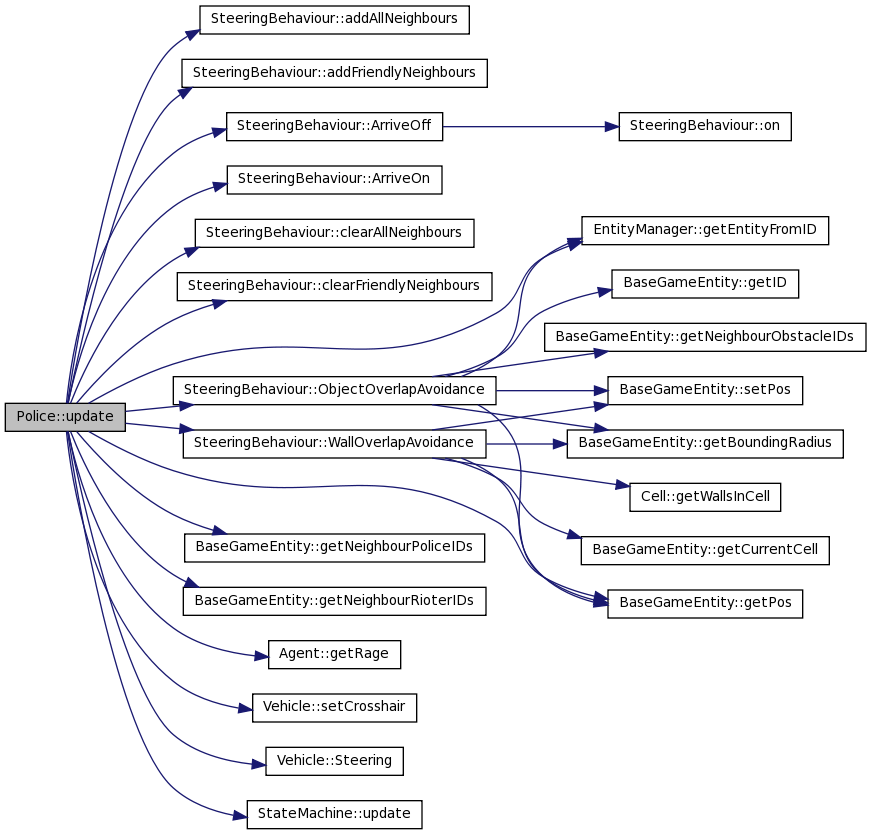 SteeringBehaviour::addAllNeighbours
SteeringBehaviour::addFriendlyNeighbours
SteeringBehaviour::ArriveOff
SteeringBehaviour::on
SteeringBehaviour::ArriveOn
SteeringBehaviour::clearAllNeighbours
EntityManager::getEntityFromID
SteeringBehaviour::clearFriendlyNeighbours
BaseGameEntity::getID
BaseGameEntity::getNeighbourObstacleIDs
SteeringBehaviour::ObjectOverlapAvoidance
BaseGameEntity::setPos
Police::update
SteeringBehaviour::WallOverlapAvoidance
BaseGameEntity::getBoundingRadius
Cell::getWallsInCell
BaseGameEntity::getNeighbourPoliceIDs
BaseGameEntity::getCurrentCell
BaseGameEntity::getNeighbourRioterIDs
BaseGameEntity::getPos
Agent::getRage
Vehicle::setCrosshair
Vehicle::Steering
StateMachine::update